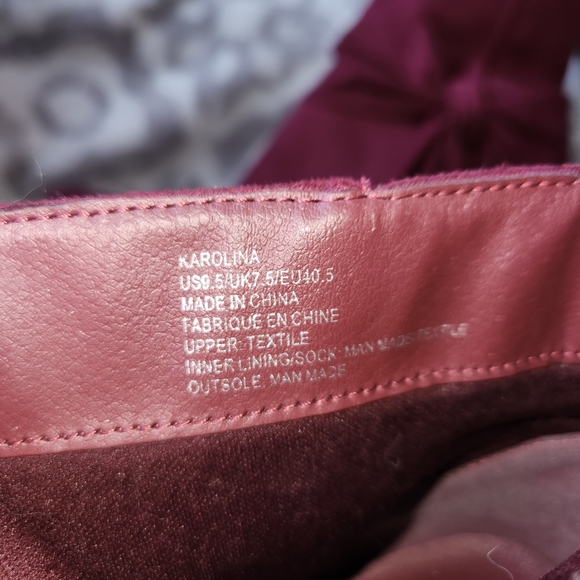 KAROLINA
US9.5/UK7.5/EU40.5
MADE IN CHINA
FABRIQUE EN CHINE
UPPER: TEXTILE
INNER LINING/SOCK: MAN MADE/TEXTILE
OUTSOLE: MAN MADE